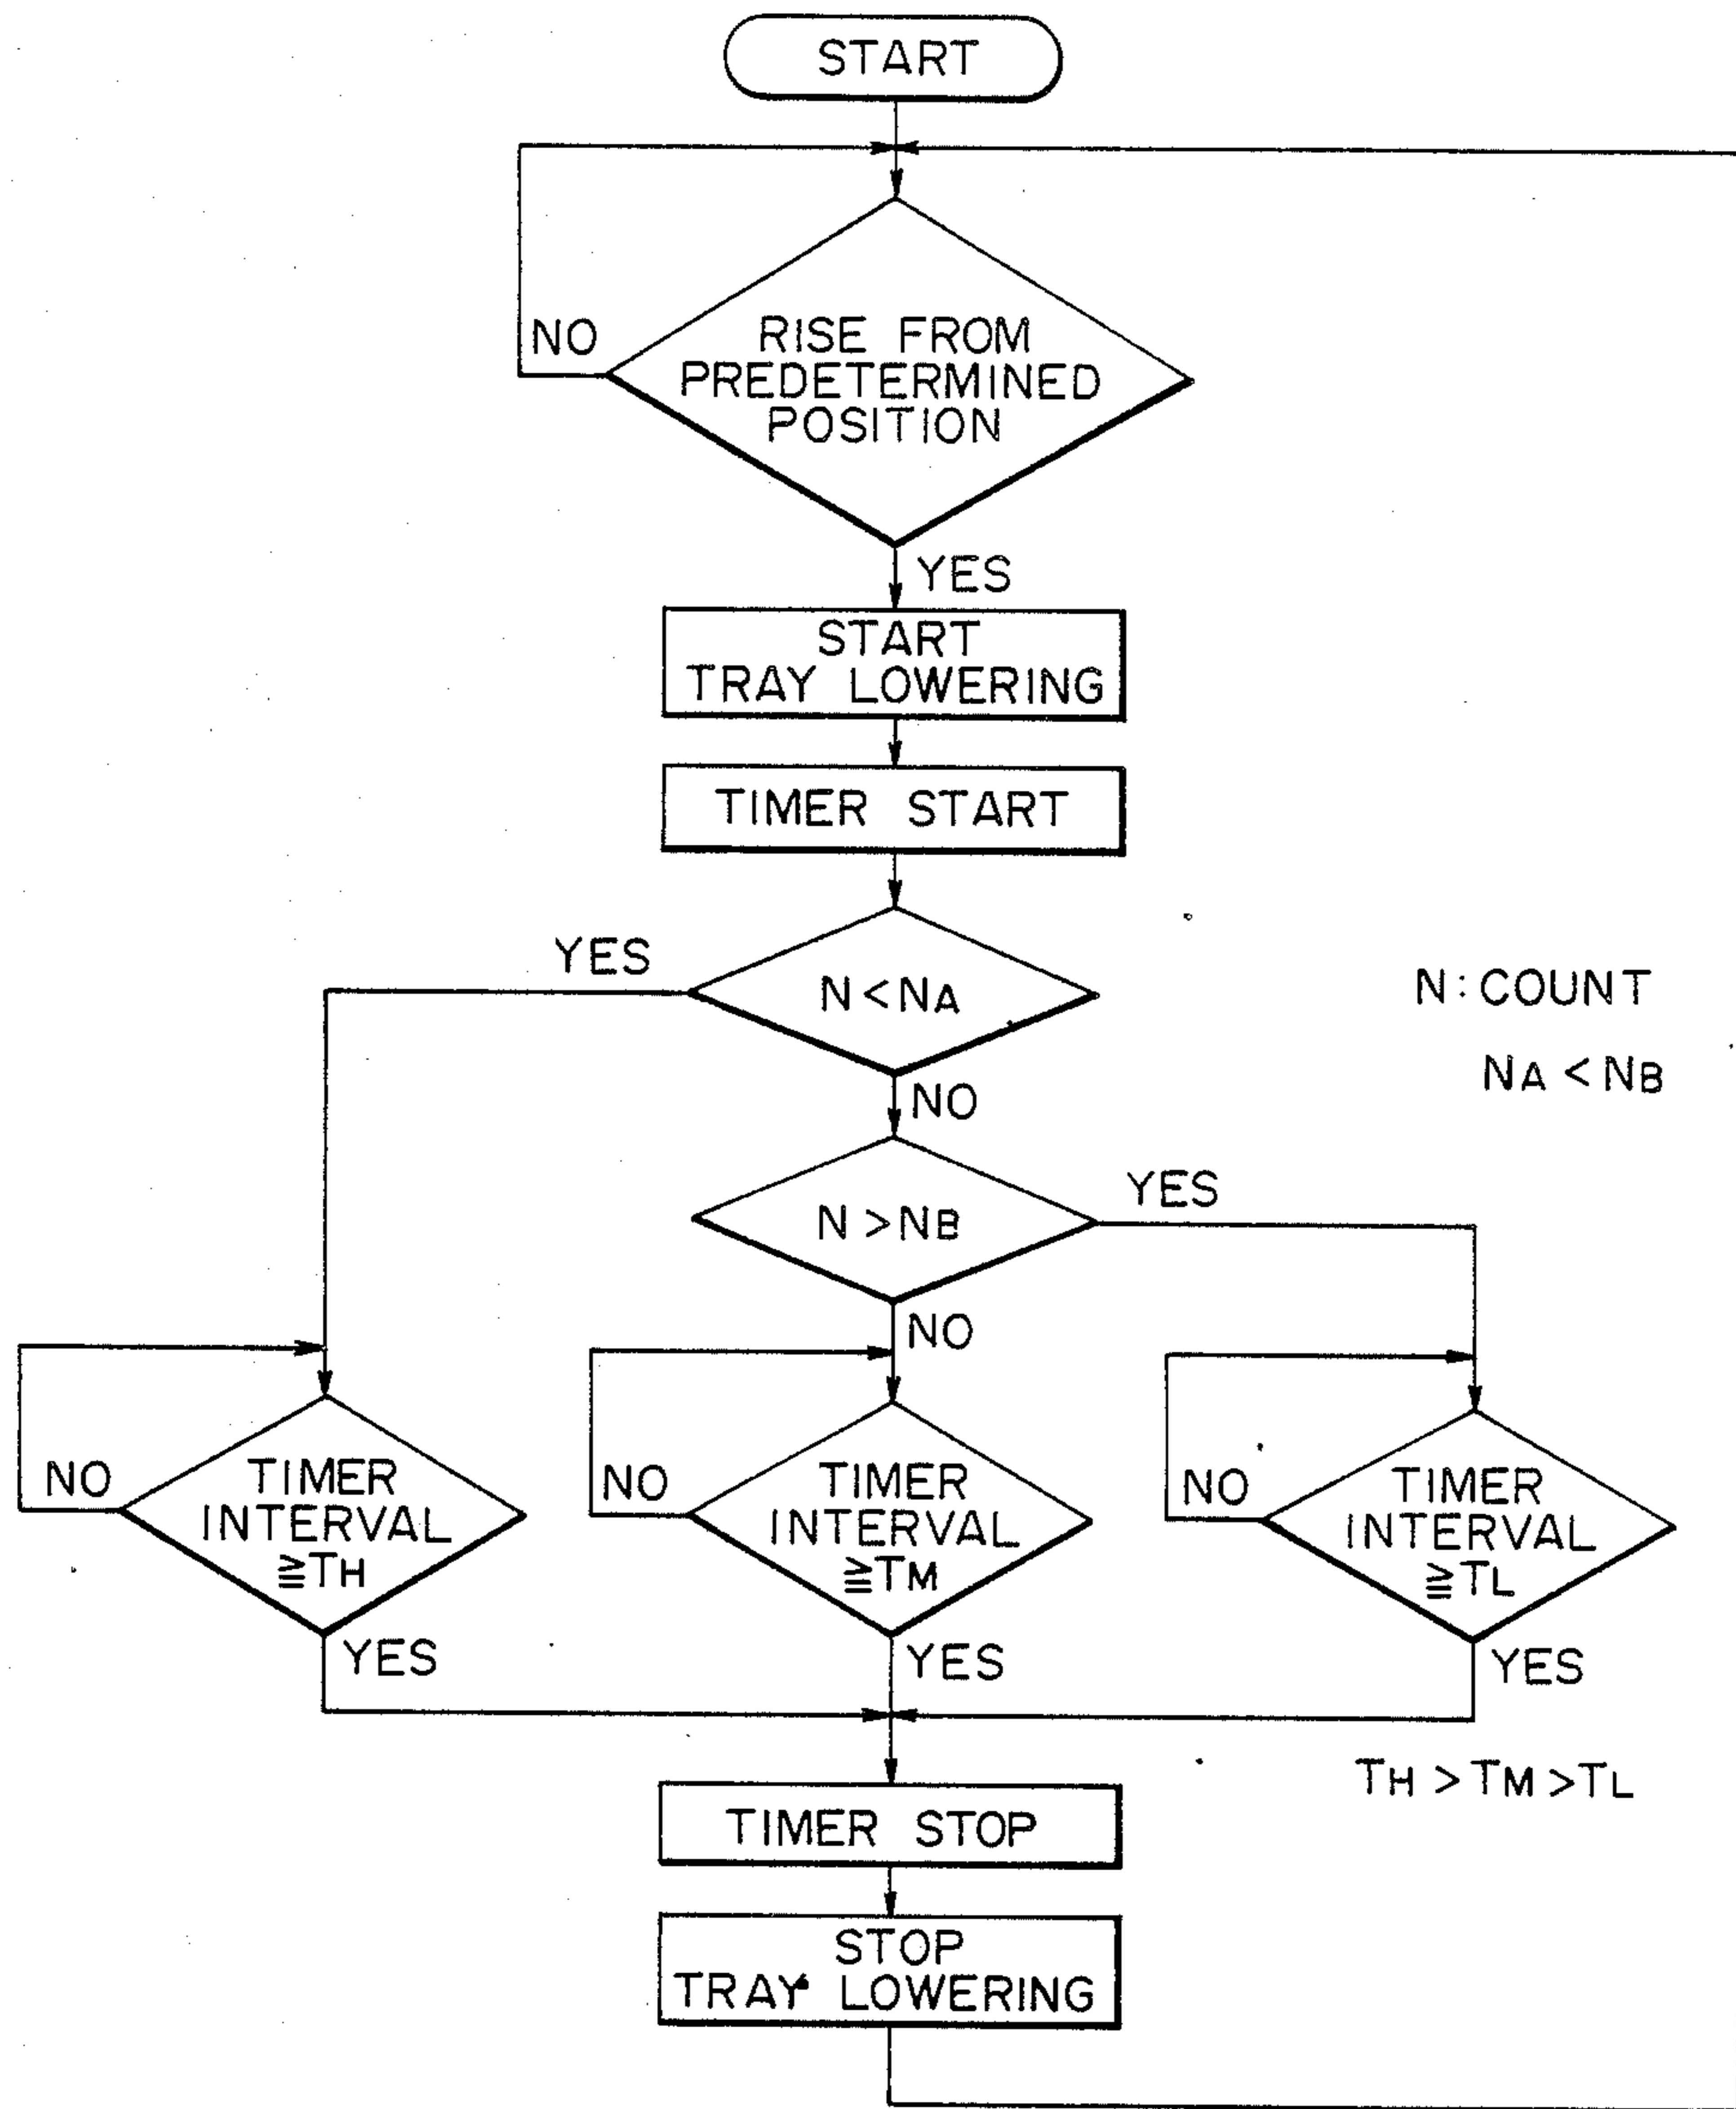 START
NO
RISE FROM
PREDETERMINED
POSITION
YES
START
TRAY LOWERING
TIMER START
YES
N < NA
N : COUNT
NA < NB
NO
N > NB
YES
NO
NO
TIMER
INTERVAL
≧TH
YES
NO
TIMER
INTERVAL
≧TM
YES
NO
TIMER
INTERVAL
≧TL
YES
TH > TM > TL
TIMER STOP
STOP
TRAY LOWERING